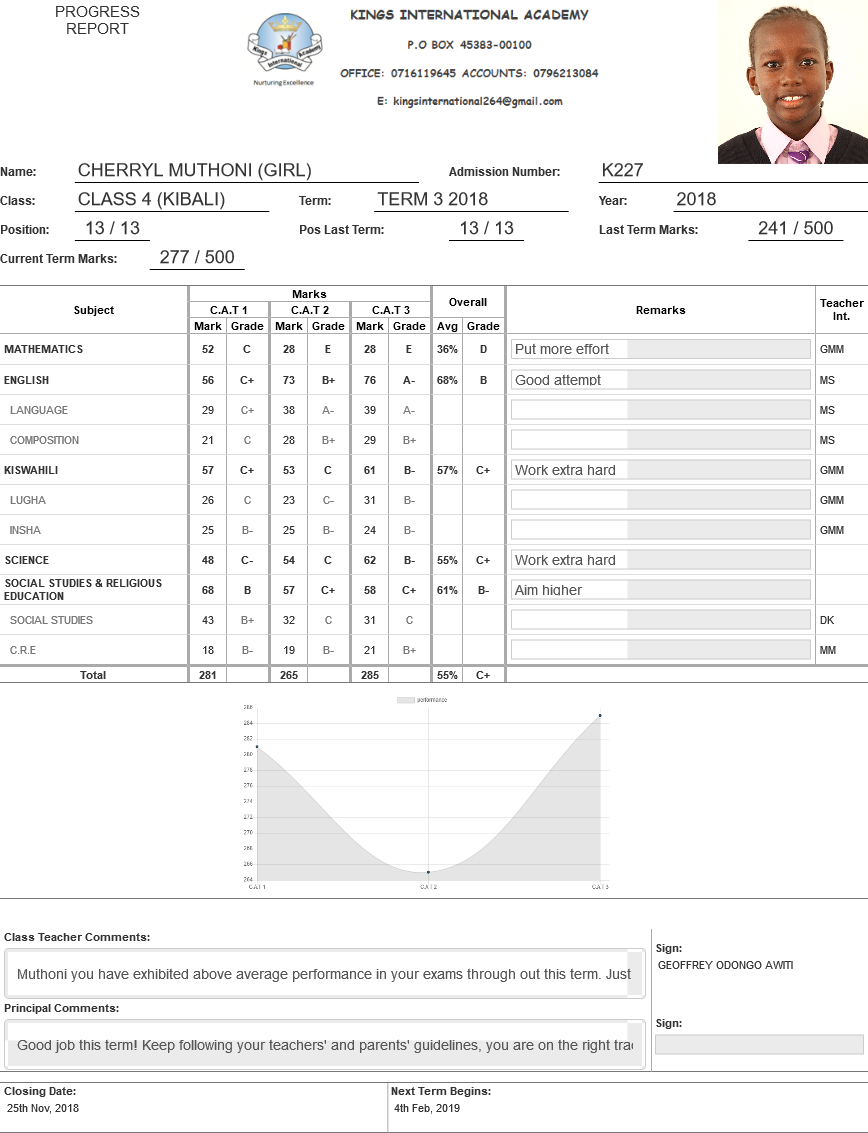 PROGRESS
REPORT
KINGS INTERNATIONAL ACADEMY
P.O BOX 45383-00100
OFFICE: 0716119645 ACCOUNTS: 0796213084
E: kingsinternational264@gmail.com
Kings International Academy
Nurturing Excellence
Name: CHERRYL MUTHONI (GIRL) Admission Number: K227
Class: CLASS 4 (KIBALI) Term: TERM 3 2018 Year: 2018
Position: 13 / 13 Pos Last Term: 13 / 13 Last Term Marks: 241 / 500
Current Term Marks: 277 / 500
Subject Marks Overall Remarks Teacher Int.
C.A.T 1 C.A.T 2 C.A.T 3
Mark Grade Mark Grade Mark Grade Avg Grade
MATHEMATICS 52 C 28 E 28 E 36% D Put more effort GMM
ENGLISH 56 C+ 73 B+ 76 A- 68% B Good attempt MS
LANGUAGE 29 C+ 38 A- 39 A- MS
COMPOSITION 21 C 28 B+ 29 B+ MS
KISWAHILI 57 C+ 53 C 61 B- 57% C+ Work extra hard GMM
LUGHA 26 C 23 C- 31 B- GMM
INSHA 25 B- 25 B- 24 B- GMM
SCIENCE 48 C- 54 C 62 B- 55% C+ Work extra hard
SOCIAL STUDIES & RELIGIOUS
EDUCATION 68 B 57 C+ 58 C+ 61% B- Aim higher
SOCIAL STUDIES 43 B+ 32 C 31 C DK
C.R.E 18 B- 19 B- 21 B+ MM
Total 281 265 285 55% C+
performance
286
284
282
280
278
276
274
272
270
268
266
264
C.A.T 1 C.A.T 2 C.A.T 3
Class Teacher Comments:
Muthoni you have exhibited above average performance in your exams through out this term. Just
Sign:
GEOFFREY ODONGO AWITI
Principal Comments:
Good job this term! Keep following your teachers' and parents' guidelines, you are on the right
Sign:
Closing Date: Next Term Begins:
25th Nov, 2018 4th Feb, 2019